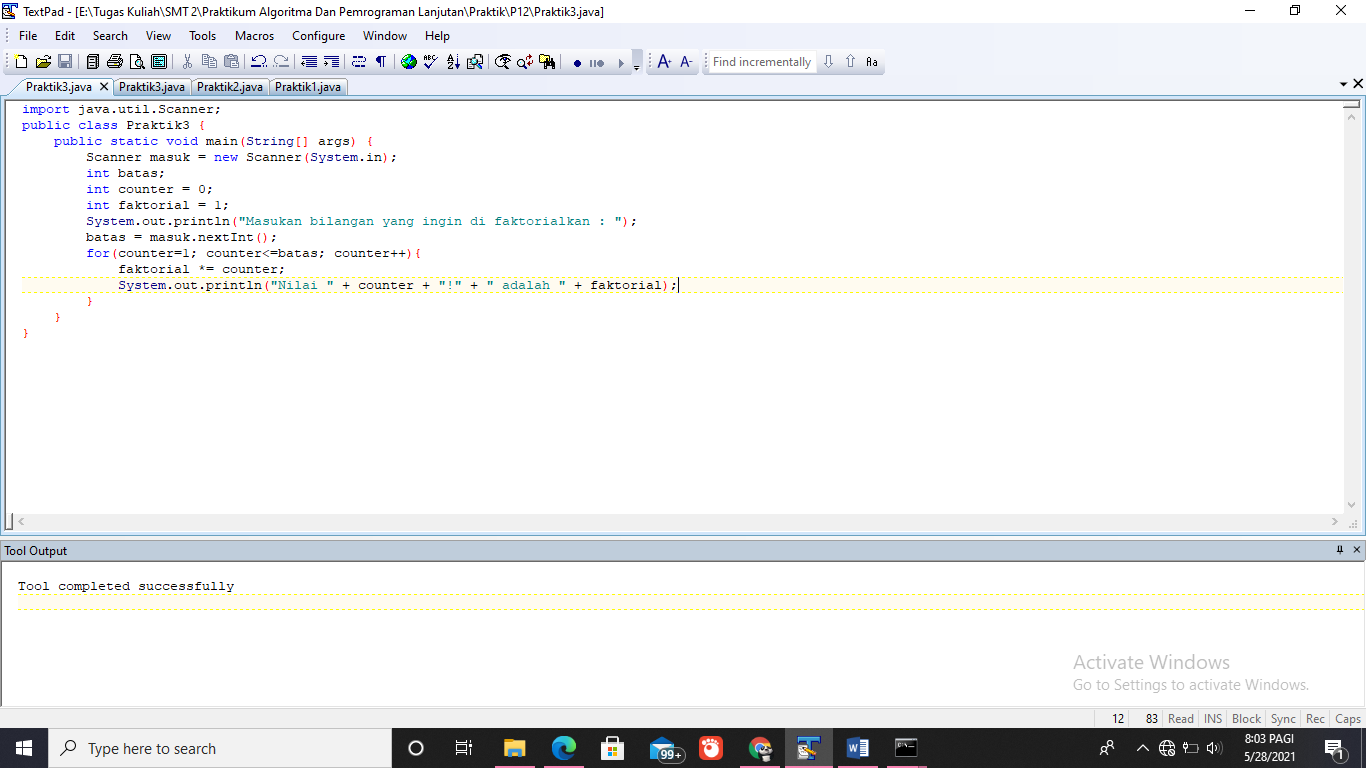 TextPad - [E:\Tugas Kuliah\SMT 2\Praktikum Algoritma Dan Pemrograman Lanjutan\Praktik\P12\Praktik3.java]
File Edit Search View Tools Macros Configure Window Help
Find incrementally
Praktik3.java Praktik3.java Praktik2.java Praktik1.java
import java.util.Scanner;
public class Praktik3 {
    public static void main(String[] args) {
        Scanner masuk = new Scanner(System.in);
        int batas;
        int counter = 0;
        int faktorial = 1;
        System.out.println("Masukan bilangan yang ingin di faktorialkan : ");
        batas = masuk.nextInt();
        for(counter=1; counter<=batas; counter++){
            faktorial *= counter;
            System.out.println("Nilai " + counter + "!" + " adalah " + faktorial);
        }
    }
}
Tool Output
Tool completed successfully
Activate Windows
Go to Settings to activate Windows.
12 83 Read INS Block Sync Rec Caps
Type here to search
99+
8:03 PAGI
5/28/2021
1